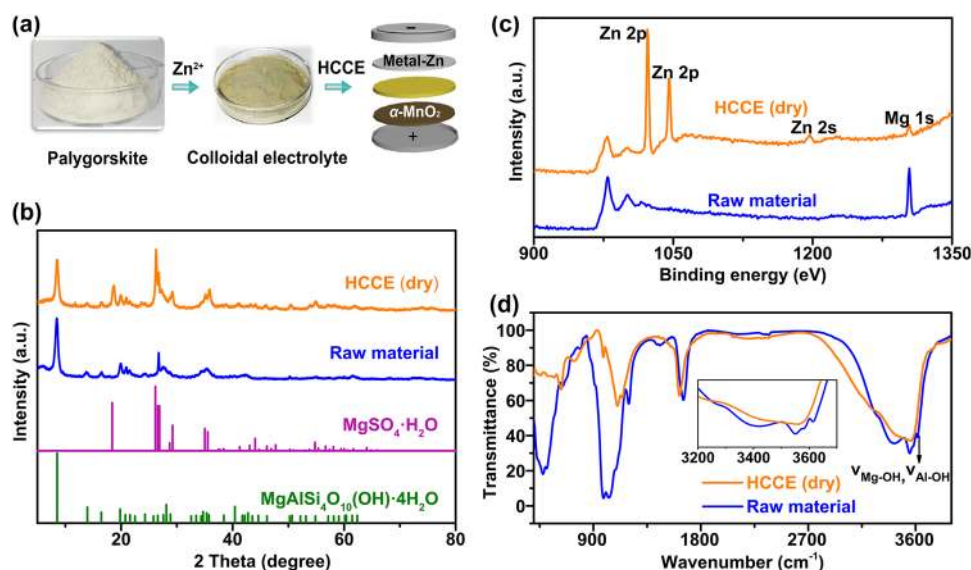 (a)
Zn²⁺
HCCE
−
Metal-Zn
α-MnO₂
+
Palygorskite
Colloidal electrolyte
(b)
HCCE (dry)
Raw material
MgSO₄·H₂O
MgAlSi₄O₁₀(OH)·4H₂O
Intensity (a.u.)
20 40 60 80
2 Theta (degree)
(c)
Zn 2p
Zn 2p
HCCE (dry)
Zn 2s
Mg 1s
Raw material
Intensity (a.u.)
900 1050 1200 1350
Binding energy (eV)
(d)
100
80
60
40
20
0
Transmittance (%)
3200 3400 3600
νMg-OH, νAl-OH
HCCE (dry)
Raw material
900 1800 2700 3600
Wavenumber (cm⁻¹)